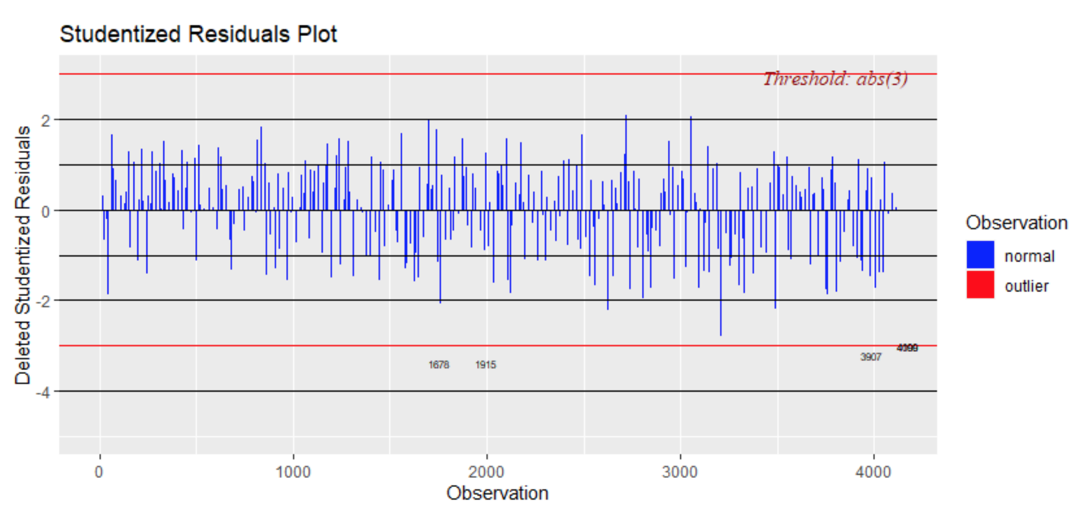 Studentized Residuals Plot
Threshold: abs(3)
Deleted Studentized Residuals
2
0
-2
-4
1678
1915
3907
0
1000
2000
3000
4000
Observation
Observation
normal
outlier